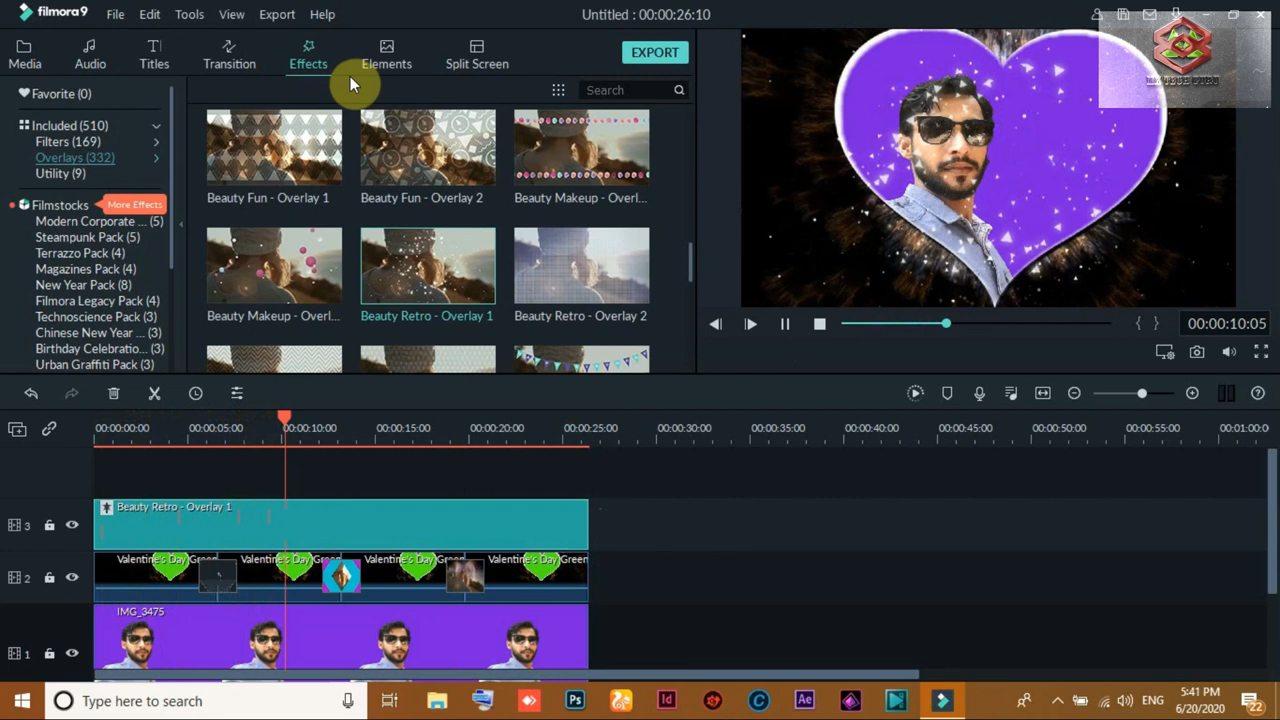 filmora9 File Edit Tools View Export Help Untitled : 00:00:26:10
Media Audio Titles Transition Effects Elements Split Screen EXPORT
Favorite (0)
Search
Included (510)
Filters (169)
Overlays (332)
Utility (9)
Filmstocks More Effects
Modern Corporate ... (5)
Steampunk Pack (5)
Terrazzo Pack (4)
Magazines Pack (4)
New Year Pack (8)
Filmora Legacy Pack (4)
Technoscience Pack (3)
Chinese New Year ... (3)
Birthday Celebratio... (3)
Urban Graffiti Pack (3)
Beauty Fun - Overlay 1 Beauty Fun - Overlay 2 Beauty Makeup - Overl...
Beauty Makeup - Overl... Beauty Retro - Overlay 1 Beauty Retro - Overlay 2
00:00:10:05
00:00:00:00 00:00:05:00 00:00:10:00 00:00:15:00 00:00:20:00 00:00:25:00 00:00:30:00 00:00:35:00 00:00:40:00 00:00:45:00 00:00:50:00 00:00:55:00 00:01:00:0
3 Beauty Retro - Overlay 1
2 Valentine's Day Green Valentine's Day Green Valentine's Day Green Valentine's Day Green
1 IMG_3475
Type here to search Ps Id C Ae ENG 5:41 PM
6/20/2020 22